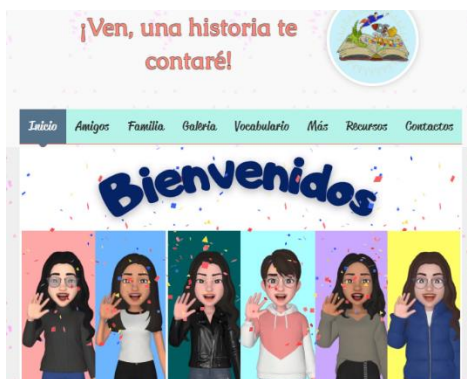 ¡Ven, una historia te
contaré!
Inicio Amigos Familia Galería Vocabulario Más Recursos Contactos
Bienvenidos